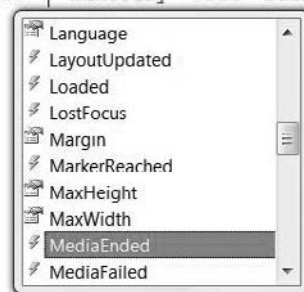 Language
LayoutUpdated
Loaded
LostFocus
Margin
MarkerReached
MaxHeight
MaxWidth
MediaEnded
MediaFailed